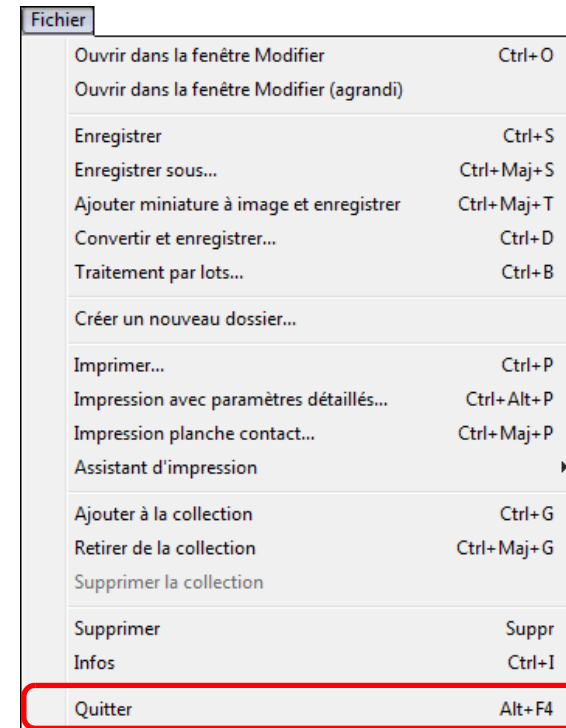 Fichier
Ouvrir dans la fenêtre Modifier Ctrl+O
Ouvrir dans la fenêtre Modifier (agrandi)
Enregistrer Ctrl+S
Enregistrer sous... Ctrl+Maj+S
Ajouter miniature à image et enregistrer Ctrl+Maj+T
Convertir et enregistrer... Ctrl+D
Traitement par lots... Ctrl+B
Créer un nouveau dossier...
Imprimer... Ctrl+P
Impression avec paramètres détaillés... Ctrl+Alt+P
Impression planche contact... Ctrl+Maj+P
Assistant d'impression
Ajouter à la collection Ctrl+G
Retirer de la collection Ctrl+Maj+G
Supprimer la collection
Supprimer Suppr
Infos Ctrl+I
Quitter Alt+F4